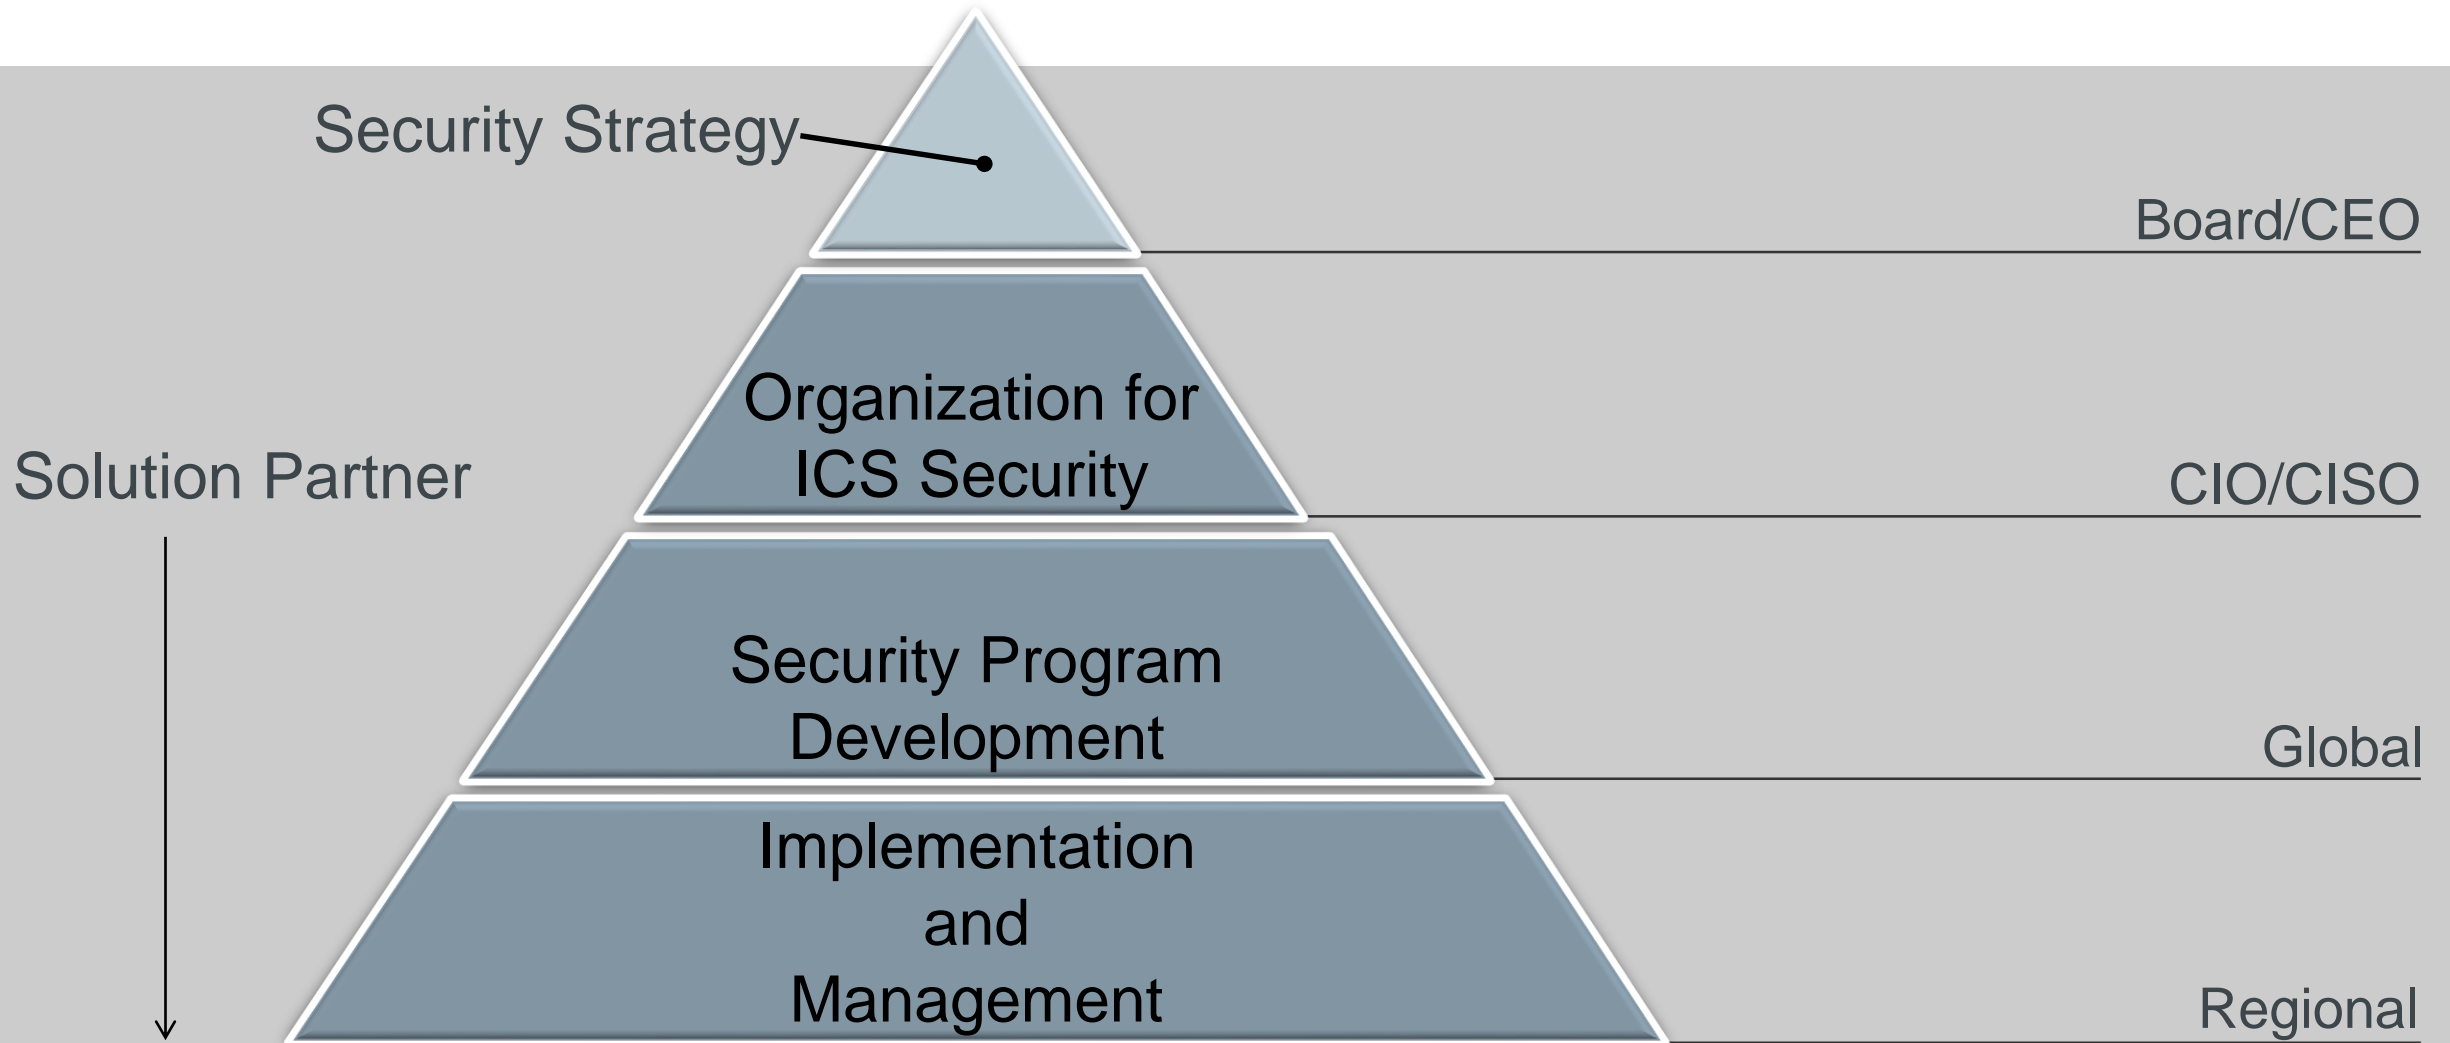 Security Strategy
Board/CEO
Organization for
ICS Security
Solution Partner
CIO/CISO
Security Program
Development
Global
Implementation
and
Management
Regional